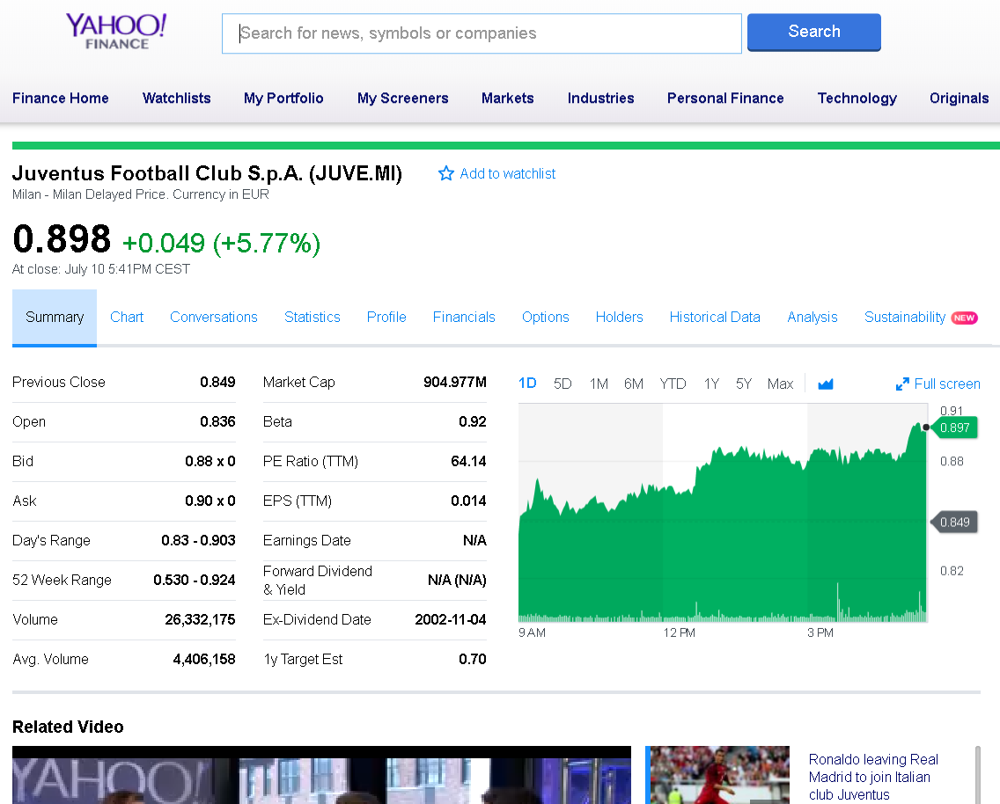 YAHOO!
FINANCE
Search for news, symbols or companies
Search
Finance Home Watchlists My Portfolio My Screeners Markets Industries Personal Finance Technology Originals
Juventus Football Club S.p.A. (JUVE.MI) Add to watchlist
Milan - Milan Delayed Price. Currency in EUR
0.898 +0.049 (+5.77%)
At close: July 10 5:41PM CEST
Summary Chart Conversations Statistics Profile Financials Options Holders Historical Data Analysis Sustainability NEW
Previous Close 0.849
Open 0.836
Bid 0.88 x 0
Ask 0.90 x 0
Day's Range 0.83 - 0.903
52 Week Range 0.530 - 0.924
Volume 26,332,175
Avg. Volume 4,406,158
Market Cap 904.977M
Beta 0.92
PE Ratio (TTM) 64.14
EPS (TTM) 0.014
Earnings Date N/A
Forward Dividend
& Yield N/A (N/A)
Ex-Dividend Date 2002-11-04
1y Target Est 0.70
1D 5D 1M 6M YTD 1Y 5Y Max Full screen
0.91
0.897
0.88
0.849
0.82
9 AM 12 PM 3 PM
Related Video
YAHOO!
Ronaldo leaving Real
Madrid to join Italian
club Juventus